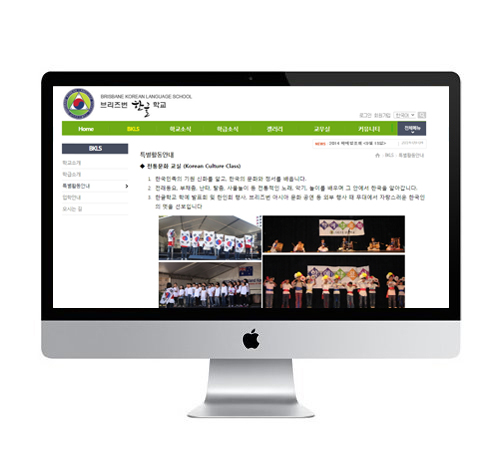 BRISBANE KOREAN LANGUAGE SCHOOL
브리즈번 한글 학교
로그인 회원가입 한국어
Home BKLS 학교소식 학급소식 갤러리 교무실 커뮤니티 전체메뉴
NEWS
BKLS
특별활동안내
학교소개
학급소개
특별활동안내
입학안내
오시는 길
홈 > BKLS > 특별활동안내
◆ 전통문화 교실 (Korean Culture Class)
1 한국민족의 기원 신화를 알고, 한국의 문화와 정서를 배웁니다.
2 전래동요, 부채춤, 난타, 탈춤, 사물놀이 등 전통적인 노래, 악기, 놀이를 배우며 그 안에서 한국을 알아갑니다.
3 한글학교 학예 발표회 및 한인회 행사, 브리즈번 아시아 문화 공연 등 외부 행사 때 무대에서 자랑스러운 한국인
의 멋을 선보입니다